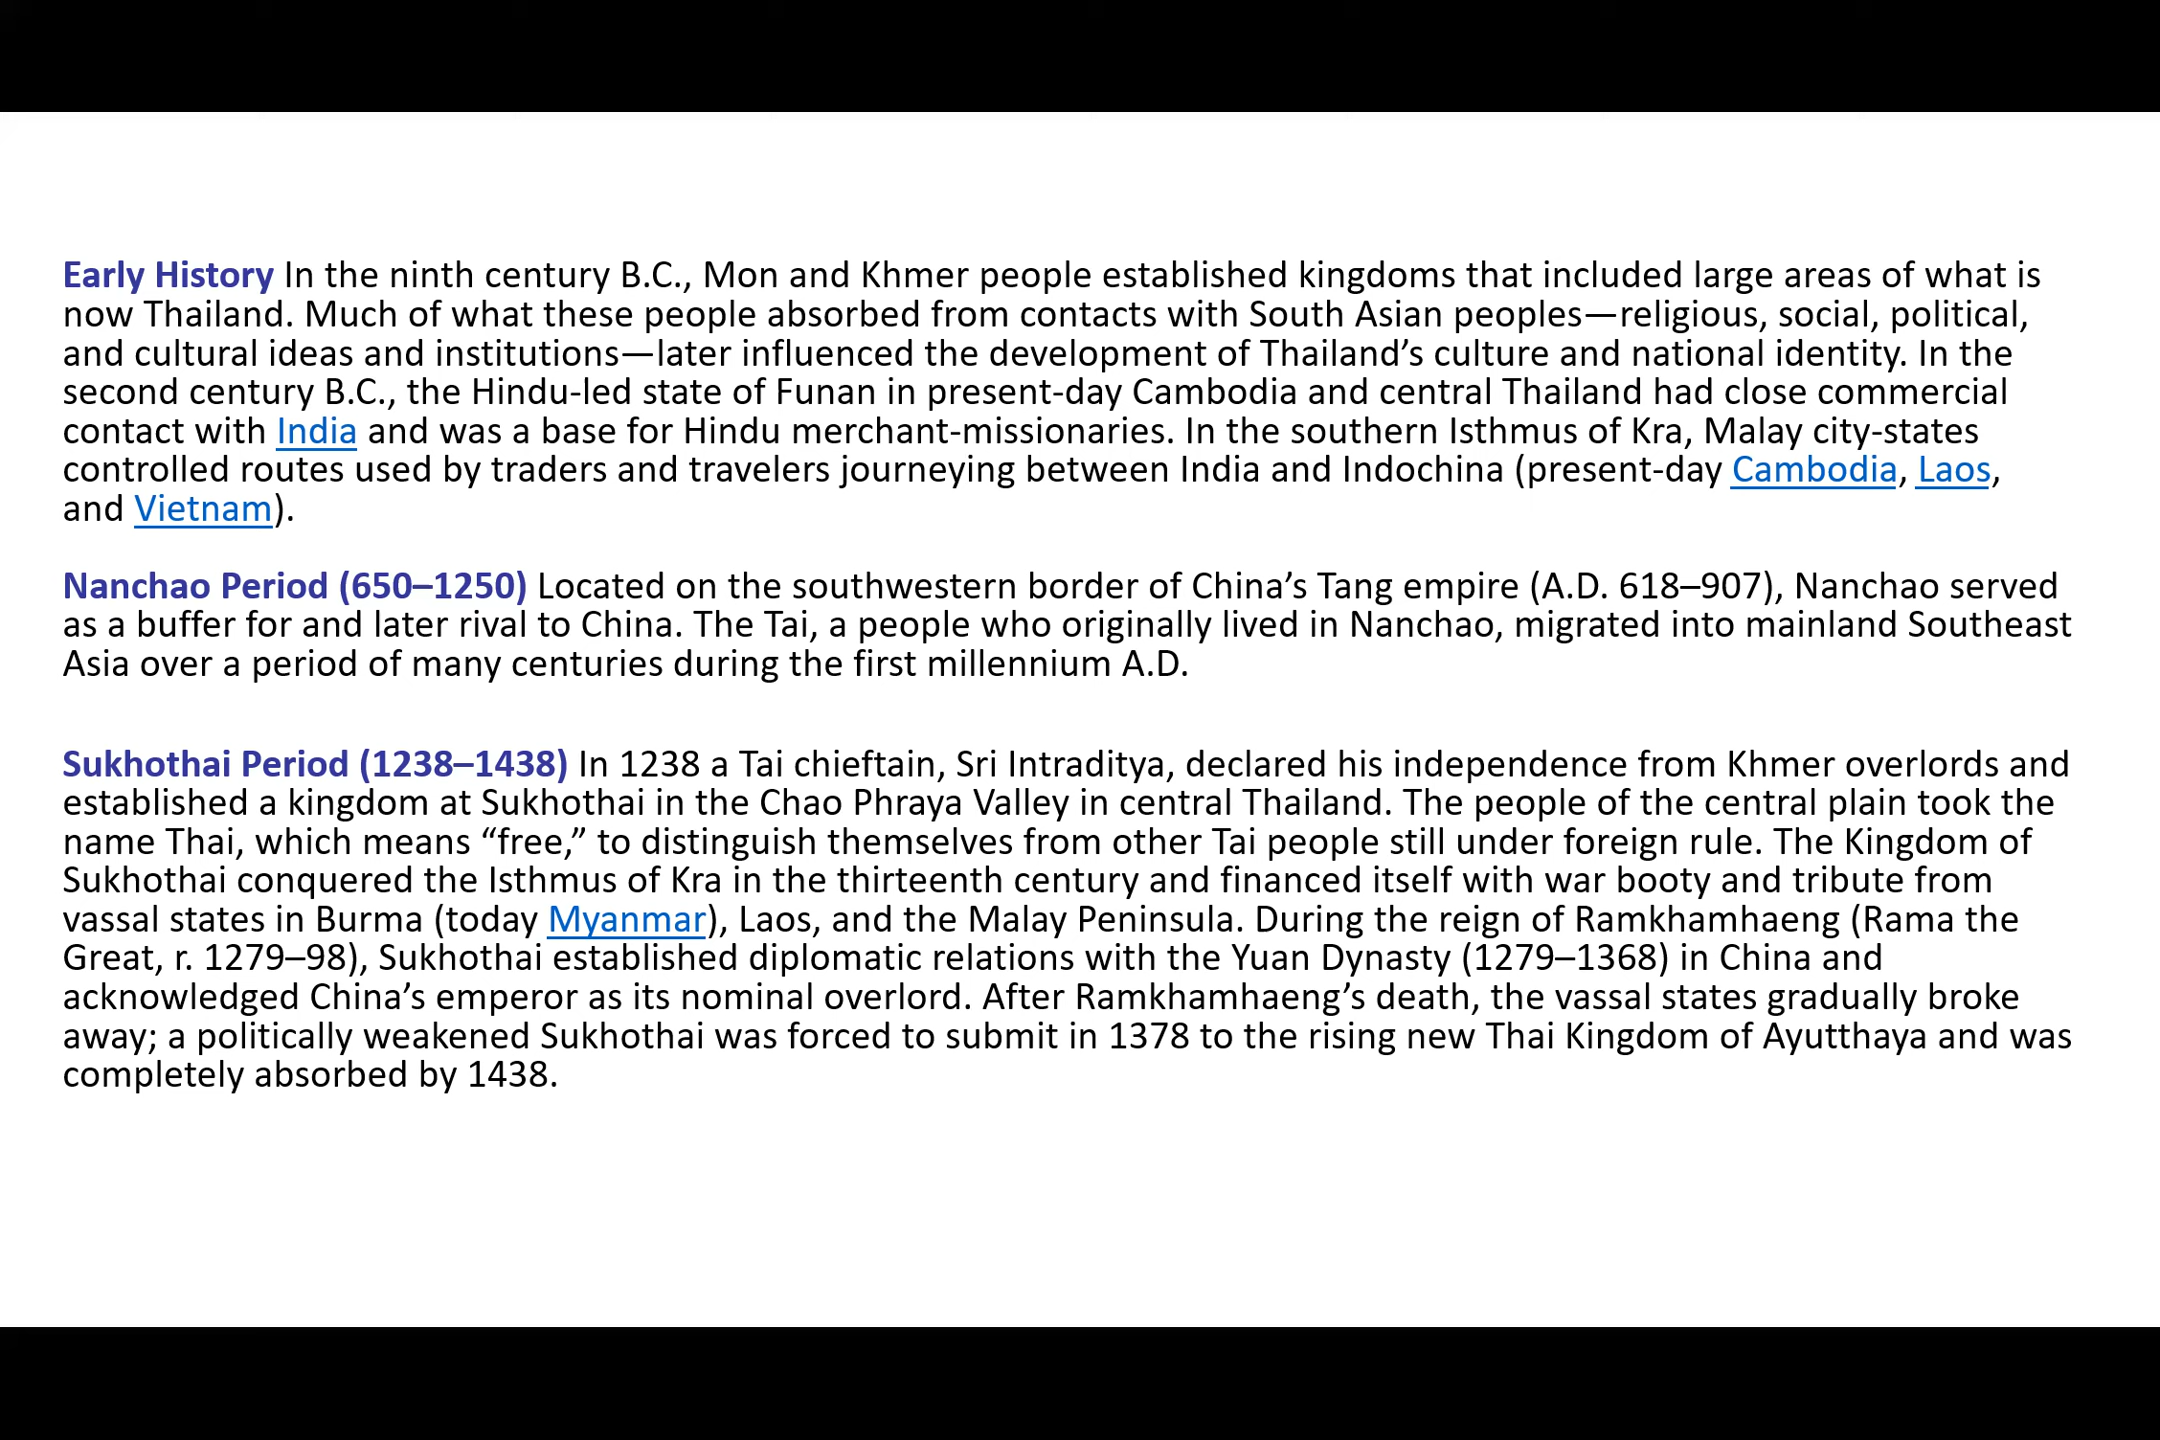 Early History In the ninth century B.C., Mon and Khmer people established kingdoms that included large areas of what is
now Thailand. Much of what these people absorbed from contacts with South Asian peoples—religious, social, political,
and cultural ideas and institutions—later influenced the development of Thailand’s culture and national identity. In the
second century B.C., the Hindu-led state of Funan in present-day Cambodia and central Thailand had close commercial
contact with India and was a base for Hindu merchant-missionaries. In the southern Isthmus of Kra, Malay city-states
controlled routes used by traders and travelers journeying between India and Indochina (present-day Cambodia, Laos,
and Vietnam).
Nanchao Period (650–1250) Located on the southwestern border of China’s Tang empire (A.D. 618–907), Nanchao served
as a buffer for and later rival to China. The Tai, a people who originally lived in Nanchao, migrated into mainland Southeast
Asia over a period of many centuries during the first millennium A.D.
Sukhothai Period (1238–1438) In 1238 a Tai chieftain, Sri Intraditya, declared his independence from Khmer overlords and
established a kingdom at Sukhothai in the Chao Phraya Valley in central Thailand. The people of the central plain took the
name Thai, which means “free,” to distinguish themselves from other Tai people still under foreign rule. The Kingdom of
Sukhothai conquered the Isthmus of Kra in the thirteenth century and financed itself with war booty and tribute from
vassal states in Burma (today Myanmar), Laos, and the Malay Peninsula. During the reign of Ramkhamhaeng (Rama the
Great, r. 1279–98), Sukhothai established diplomatic relations with the Yuan Dynasty (1279–1368) in China and
acknowledged China’s emperor as its nominal overlord. After Ramkhamhaeng’s death, the vassal states gradually broke
away; a politically weakened Sukhothai was forced to submit in 1378 to the rising new Thai Kingdom of Ayutthaya and was
completely absorbed by 1438.